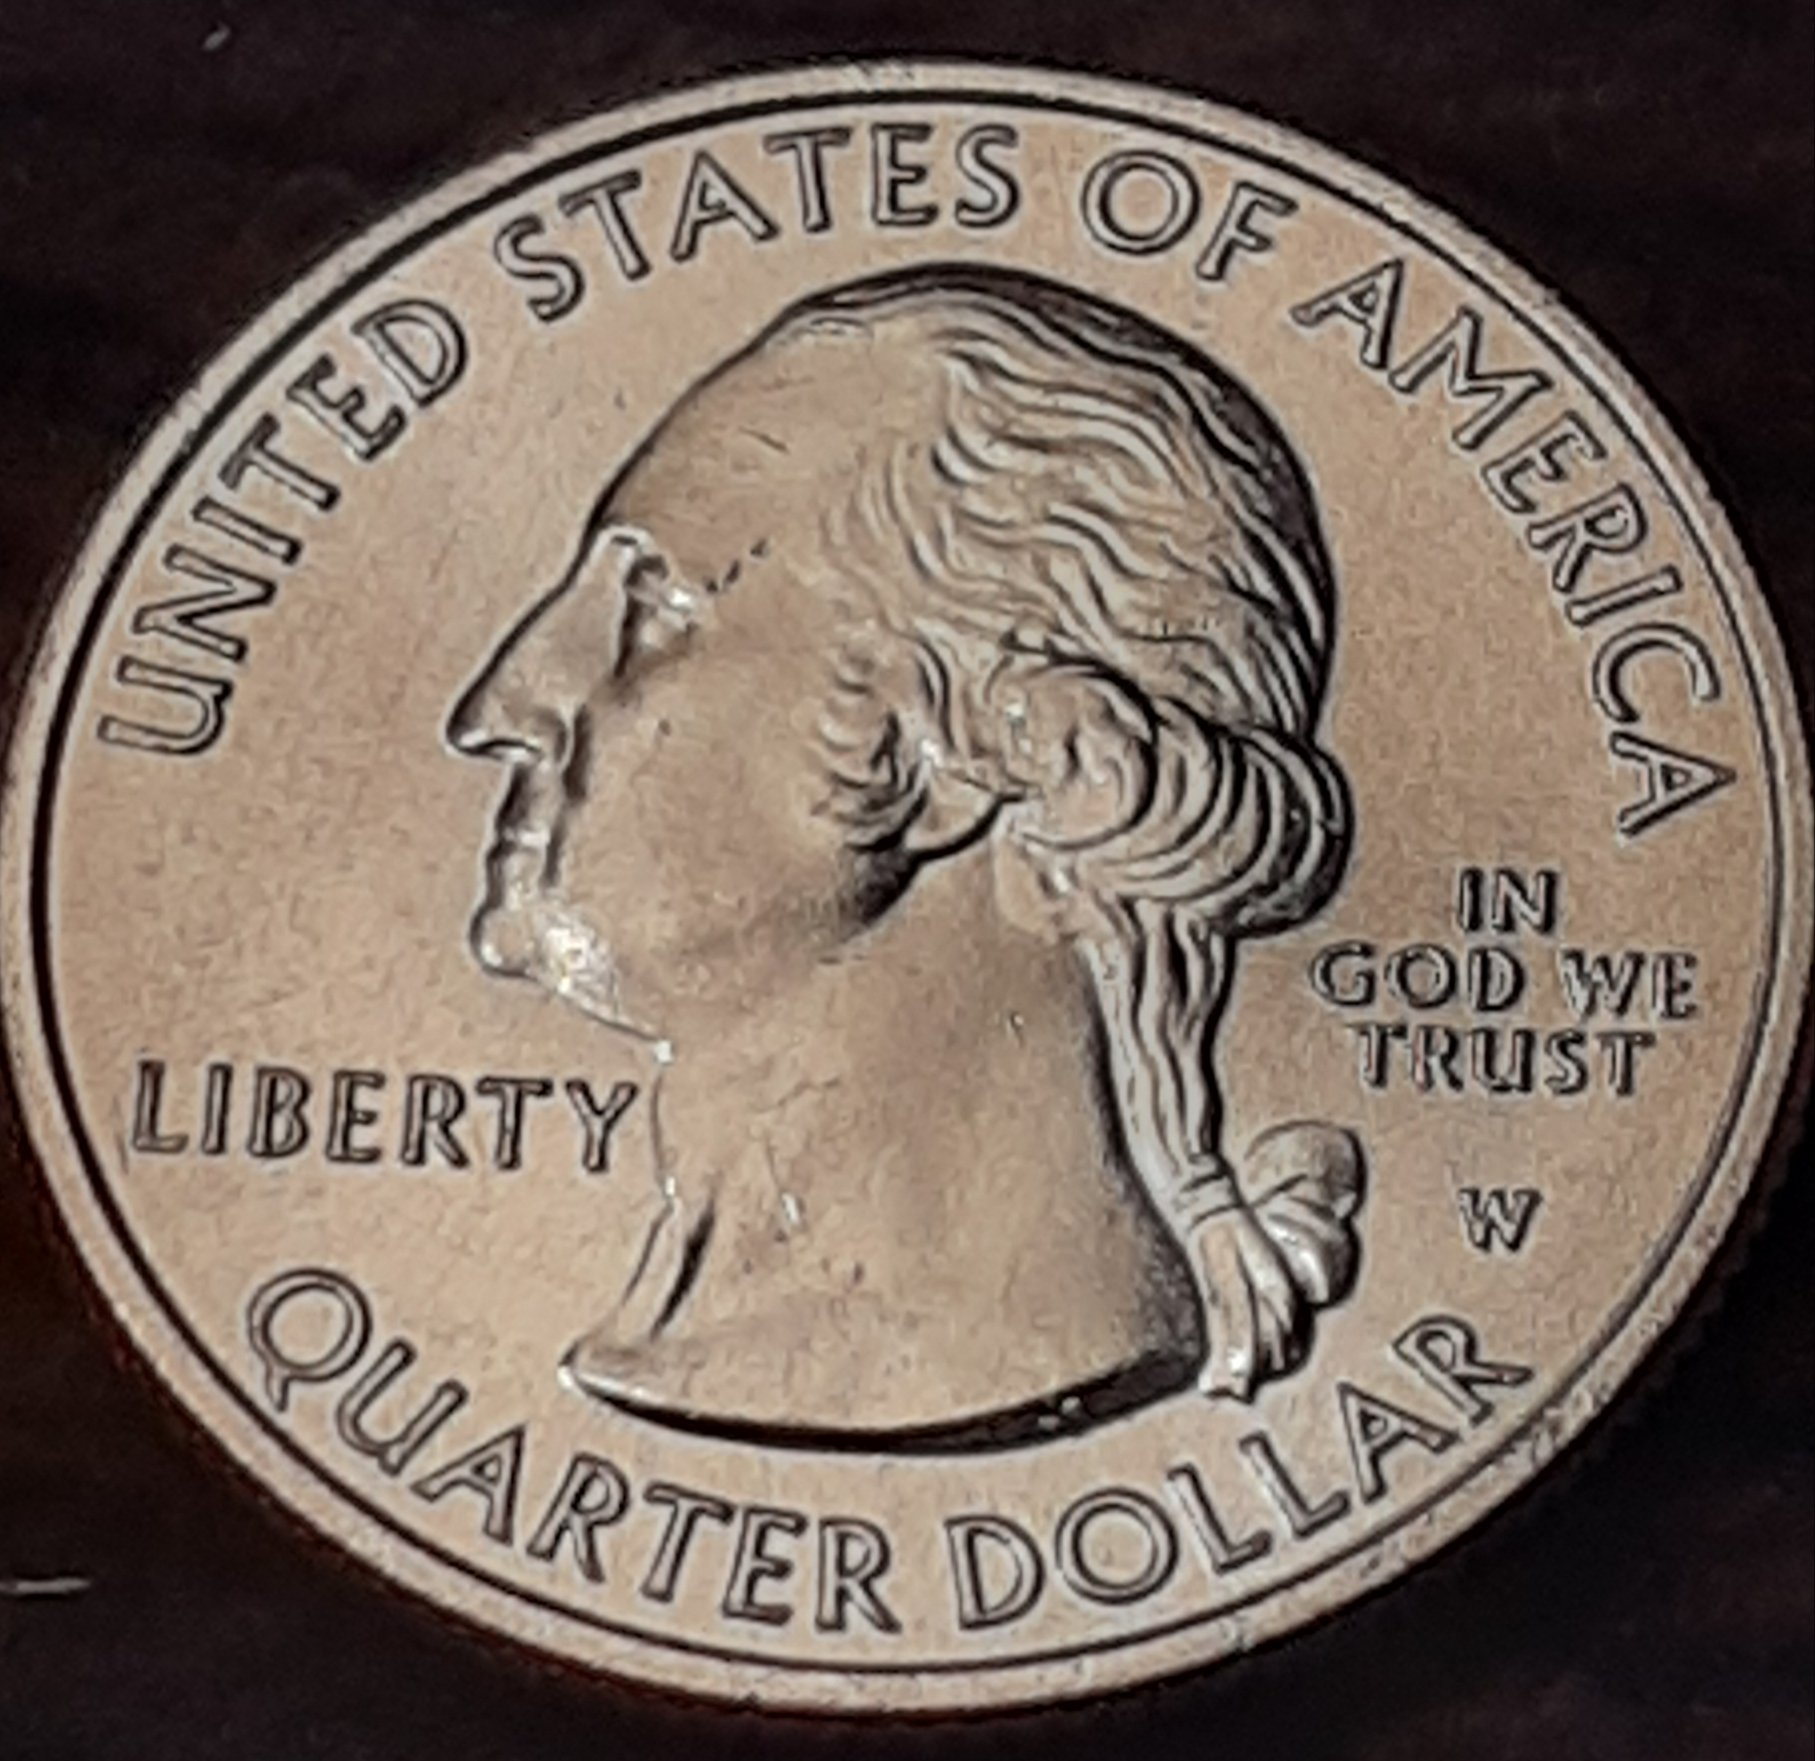 UNITED STATES OF AMERICA
LIBERTY
IN
GOD WE
TRUST
W
QUARTER DOLLAR